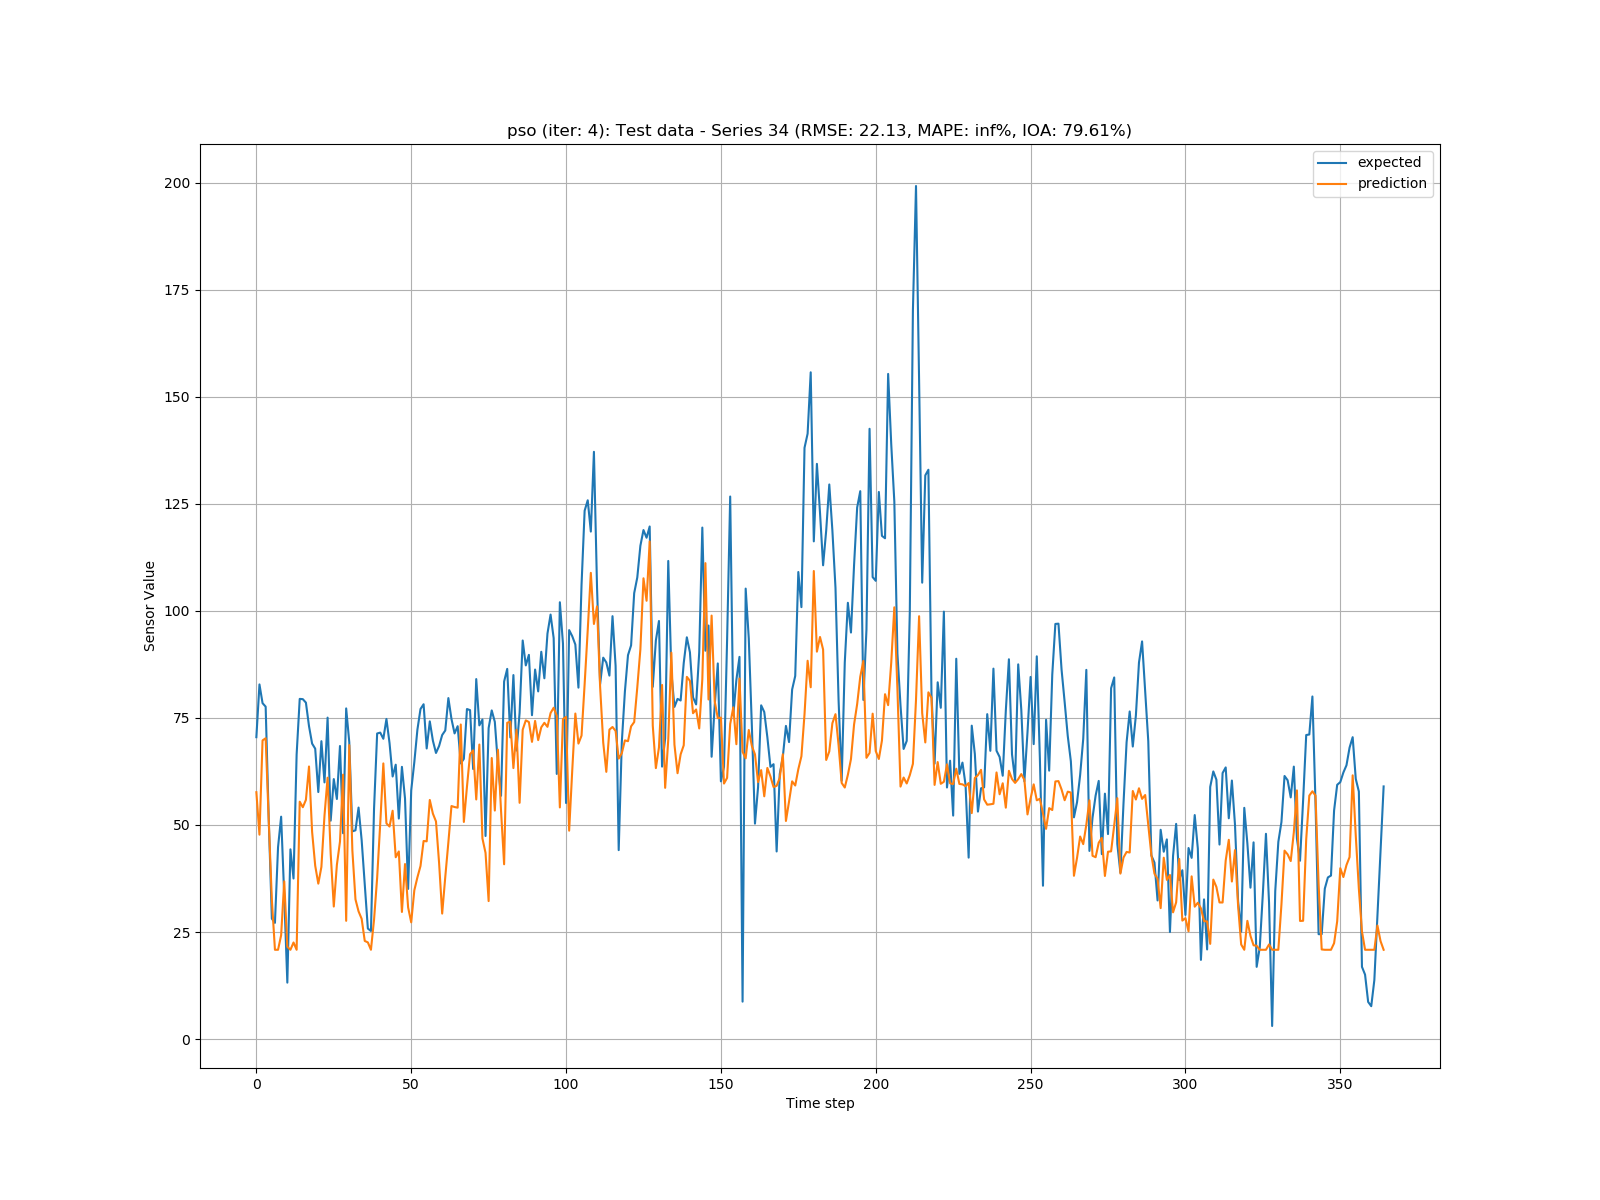 pso (iter: 4): Test data - Series 34 (RMSE: 22.13, MAPE: inf%, IOA: 79.61%)
expected
prediction
200
175
150
125
100
75
50
25
0
Sensor Value
0 50 100 150 200 250 300 350
Time step